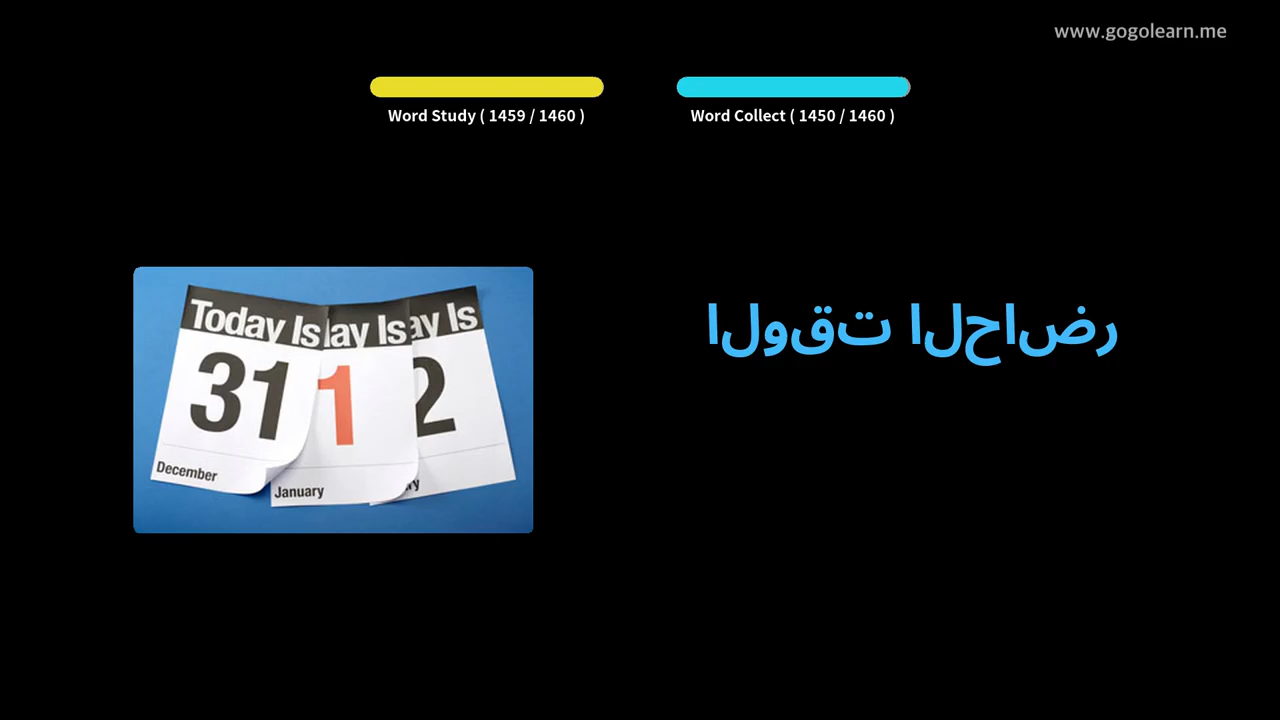 www.gogolearn.me
Word Study ( 1459 / 1460 )
Word Collect ( 1450 / 1460 )
Today Is
ay Is
ay Is
31
1
2
December
January
ry
الوقت الحاضر